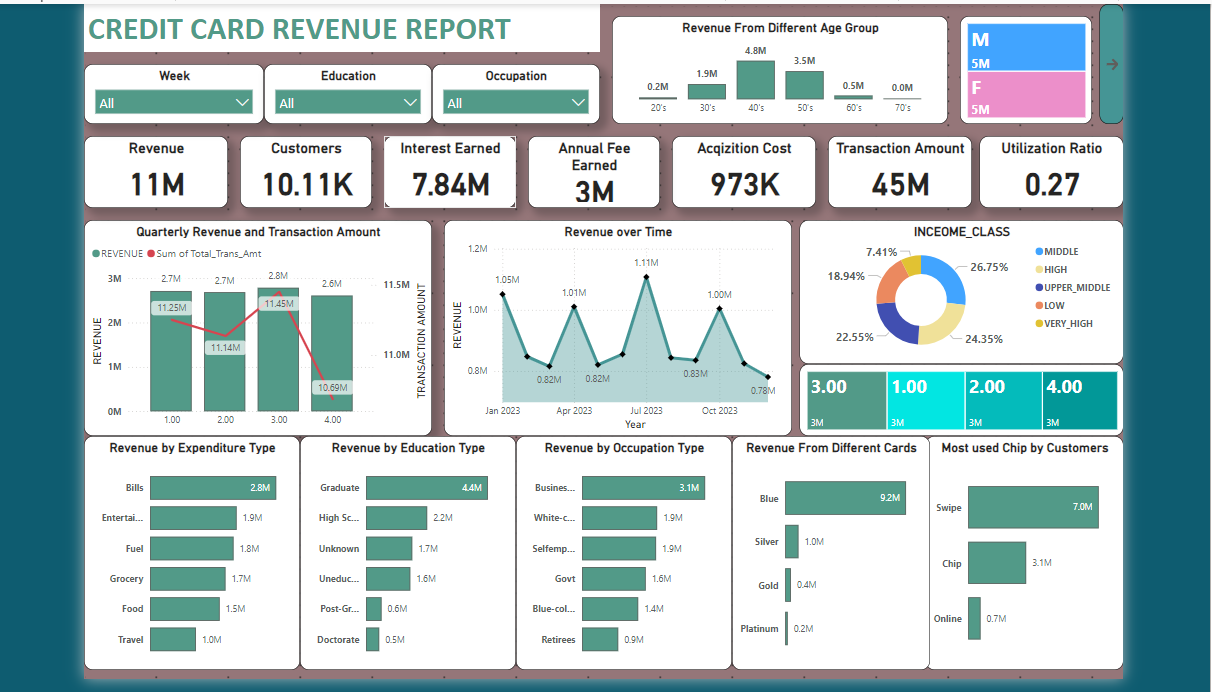 CREDIT CARD REVENUE REPORT
Week
All
Education
All
Occupation
All
Revenue From Different Age Group
0.2M
1.9M
4.8M
3.5M
0.5M
0.0M
20's
30's
40's
50's
60's
70's
M
5M
F
5M
Revenue
11M
Customers
10.11K
Interest Earned
7.84M
Annual Fee
Earned
3M
Acqizition Cost
973K
Transaction Amount
45M
Utilization Ratio
0.27
Quarterly Revenue and Transaction Amount
REVENUE
Sum of Total_Trans_Amt
REVENUE
3M
2M
1M
0M
2.7M
2.7M
2.8M
2.6M
11.25M
11.14M
11.45M
10.69M
11.5M
11.0M
TRANSACTION AMOUNT
1.00
2.00
3.00
4.00
Revenue over Time
REVENUE
1.2M
1.0M
0.8M
1.05M
0.82M
1.01M
0.82M
1.11M
0.83M
1.00M
0.78M
Jan 2023
Apr 2023
Jul 2023
Oct 2023
Year
INCEOME_CLASS
7.41%
26.75%
18.94%
22.55%
24.35%
MIDDLE
HIGH
UPPER_MIDDLE
LOW
VERY_HIGH
3.00
3M
1.00
3M
2.00
3M
4.00
3M
Revenue by Expenditure Type
Bills
2.8M
Entertai...
1.9M
Fuel
1.8M
Grocery
1.7M
Food
1.5M
Travel
1.0M
Revenue by Education Type
Graduate
4.4M
High Sc...
2.2M
Unknown
1.7M
Uneduc...
1.6M
Post-Gr...
0.6M
Doctorate
0.5M
Revenue by Occupation Type
Busines...
3.1M
White-c...
1.9M
Selfemp...
1.9M
Govt
1.6M
Blue-col...
1.4M
Retirees
0.9M
Revenue From Different Cards
Blue
9.2M
Silver
1.0M
Gold
0.4M
Platinum
0.2M
Most used Chip by Customers
Swipe
7.0M
Chip
3.1M
Online
0.7M